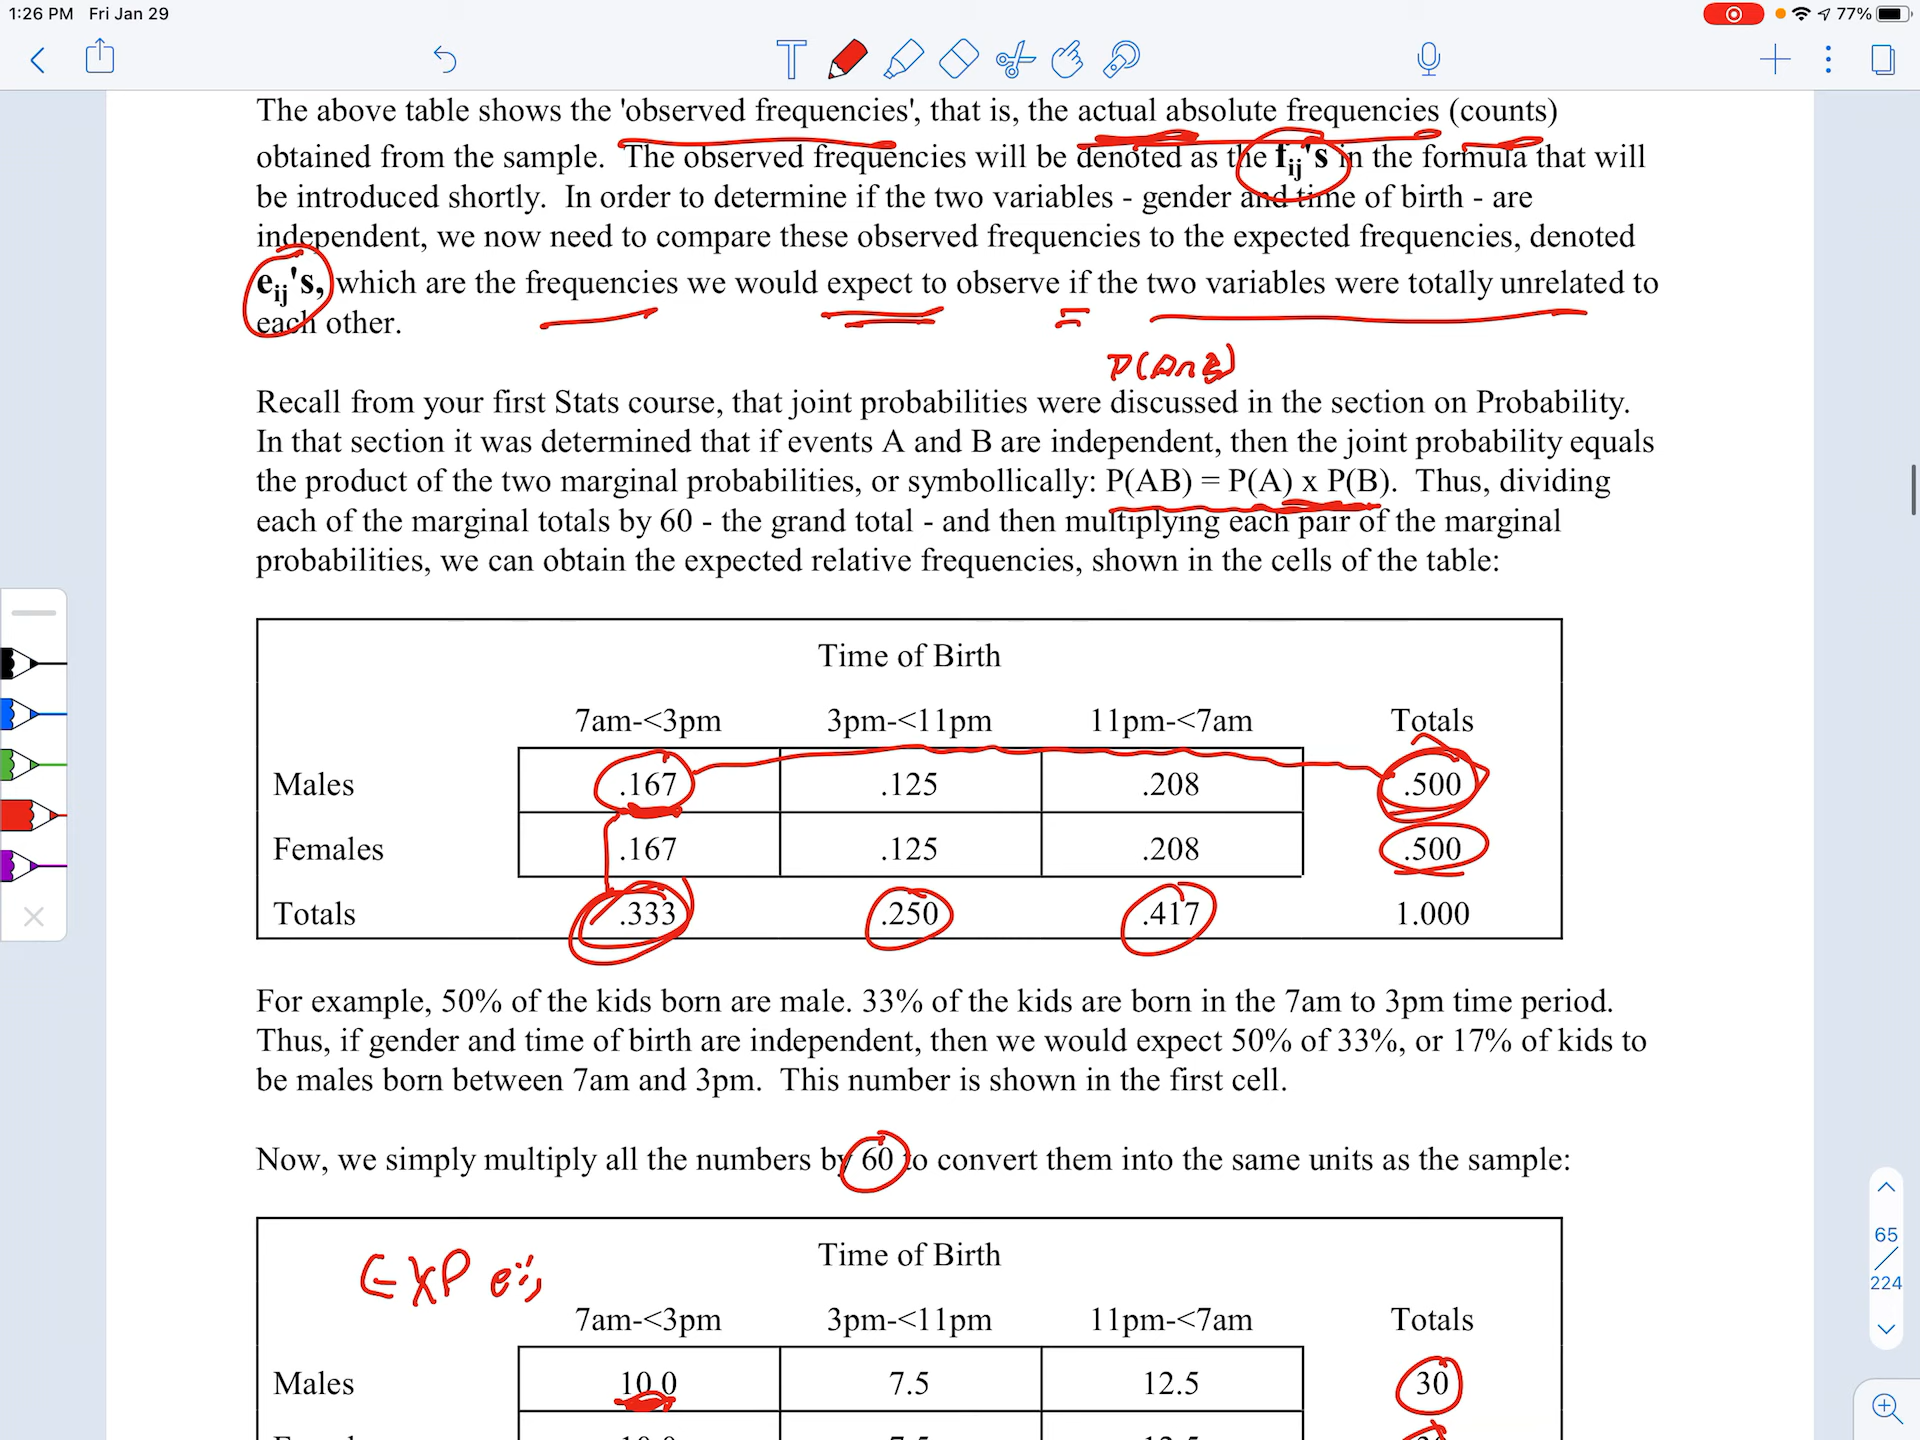 1:26 PM Fri Jan 29 77%
The above table shows the 'observed frequencies', that is, the actual absolute frequencies (counts)
obtained from the sample. The observed frequencies will be denoted as the fij's in the formula that will
be introduced shortly. In order to determine if the two variables - gender and time of birth - are
independent, we now need to compare these observed frequencies to the expected frequencies, denoted
eij's, which are the frequencies we would expect to observe if the two variables were totally unrelated to
each other.
P(A∩B)
Recall from your first Stats course, that joint probabilities were discussed in the section on Probability.
In that section it was determined that if events A and B are independent, then the joint probability equals
the product of the two marginal probabilities, or symbollically: P(AB) = P(A) x P(B). Thus, dividing
each of the marginal totals by 60 - the grand total - and then multiplying each pair of the marginal
probabilities, we can obtain the expected relative frequencies, shown in the cells of the table:
Time of Birth
7am-<3pm 3pm-<11pm 11pm-<7am Totals
Males .167 .125 .208 .500
Females .167 .125 .208 .500
Totals .333 .250 .417 1.000
For example, 50% of the kids born are male. 33% of the kids are born in the 7am to 3pm time period.
Thus, if gender and time of birth are independent, then we would expect 50% of 33%, or 17% of kids to
be males born between 7am and 3pm. This number is shown in the first cell.
Now, we simply multiply all the numbers by 60 to convert them into the same units as the sample:
Time of Birth
EXP eij
7am-<3pm 3pm-<11pm 11pm-<7am Totals
Males 10.0 7.5 12.5 30
65
224